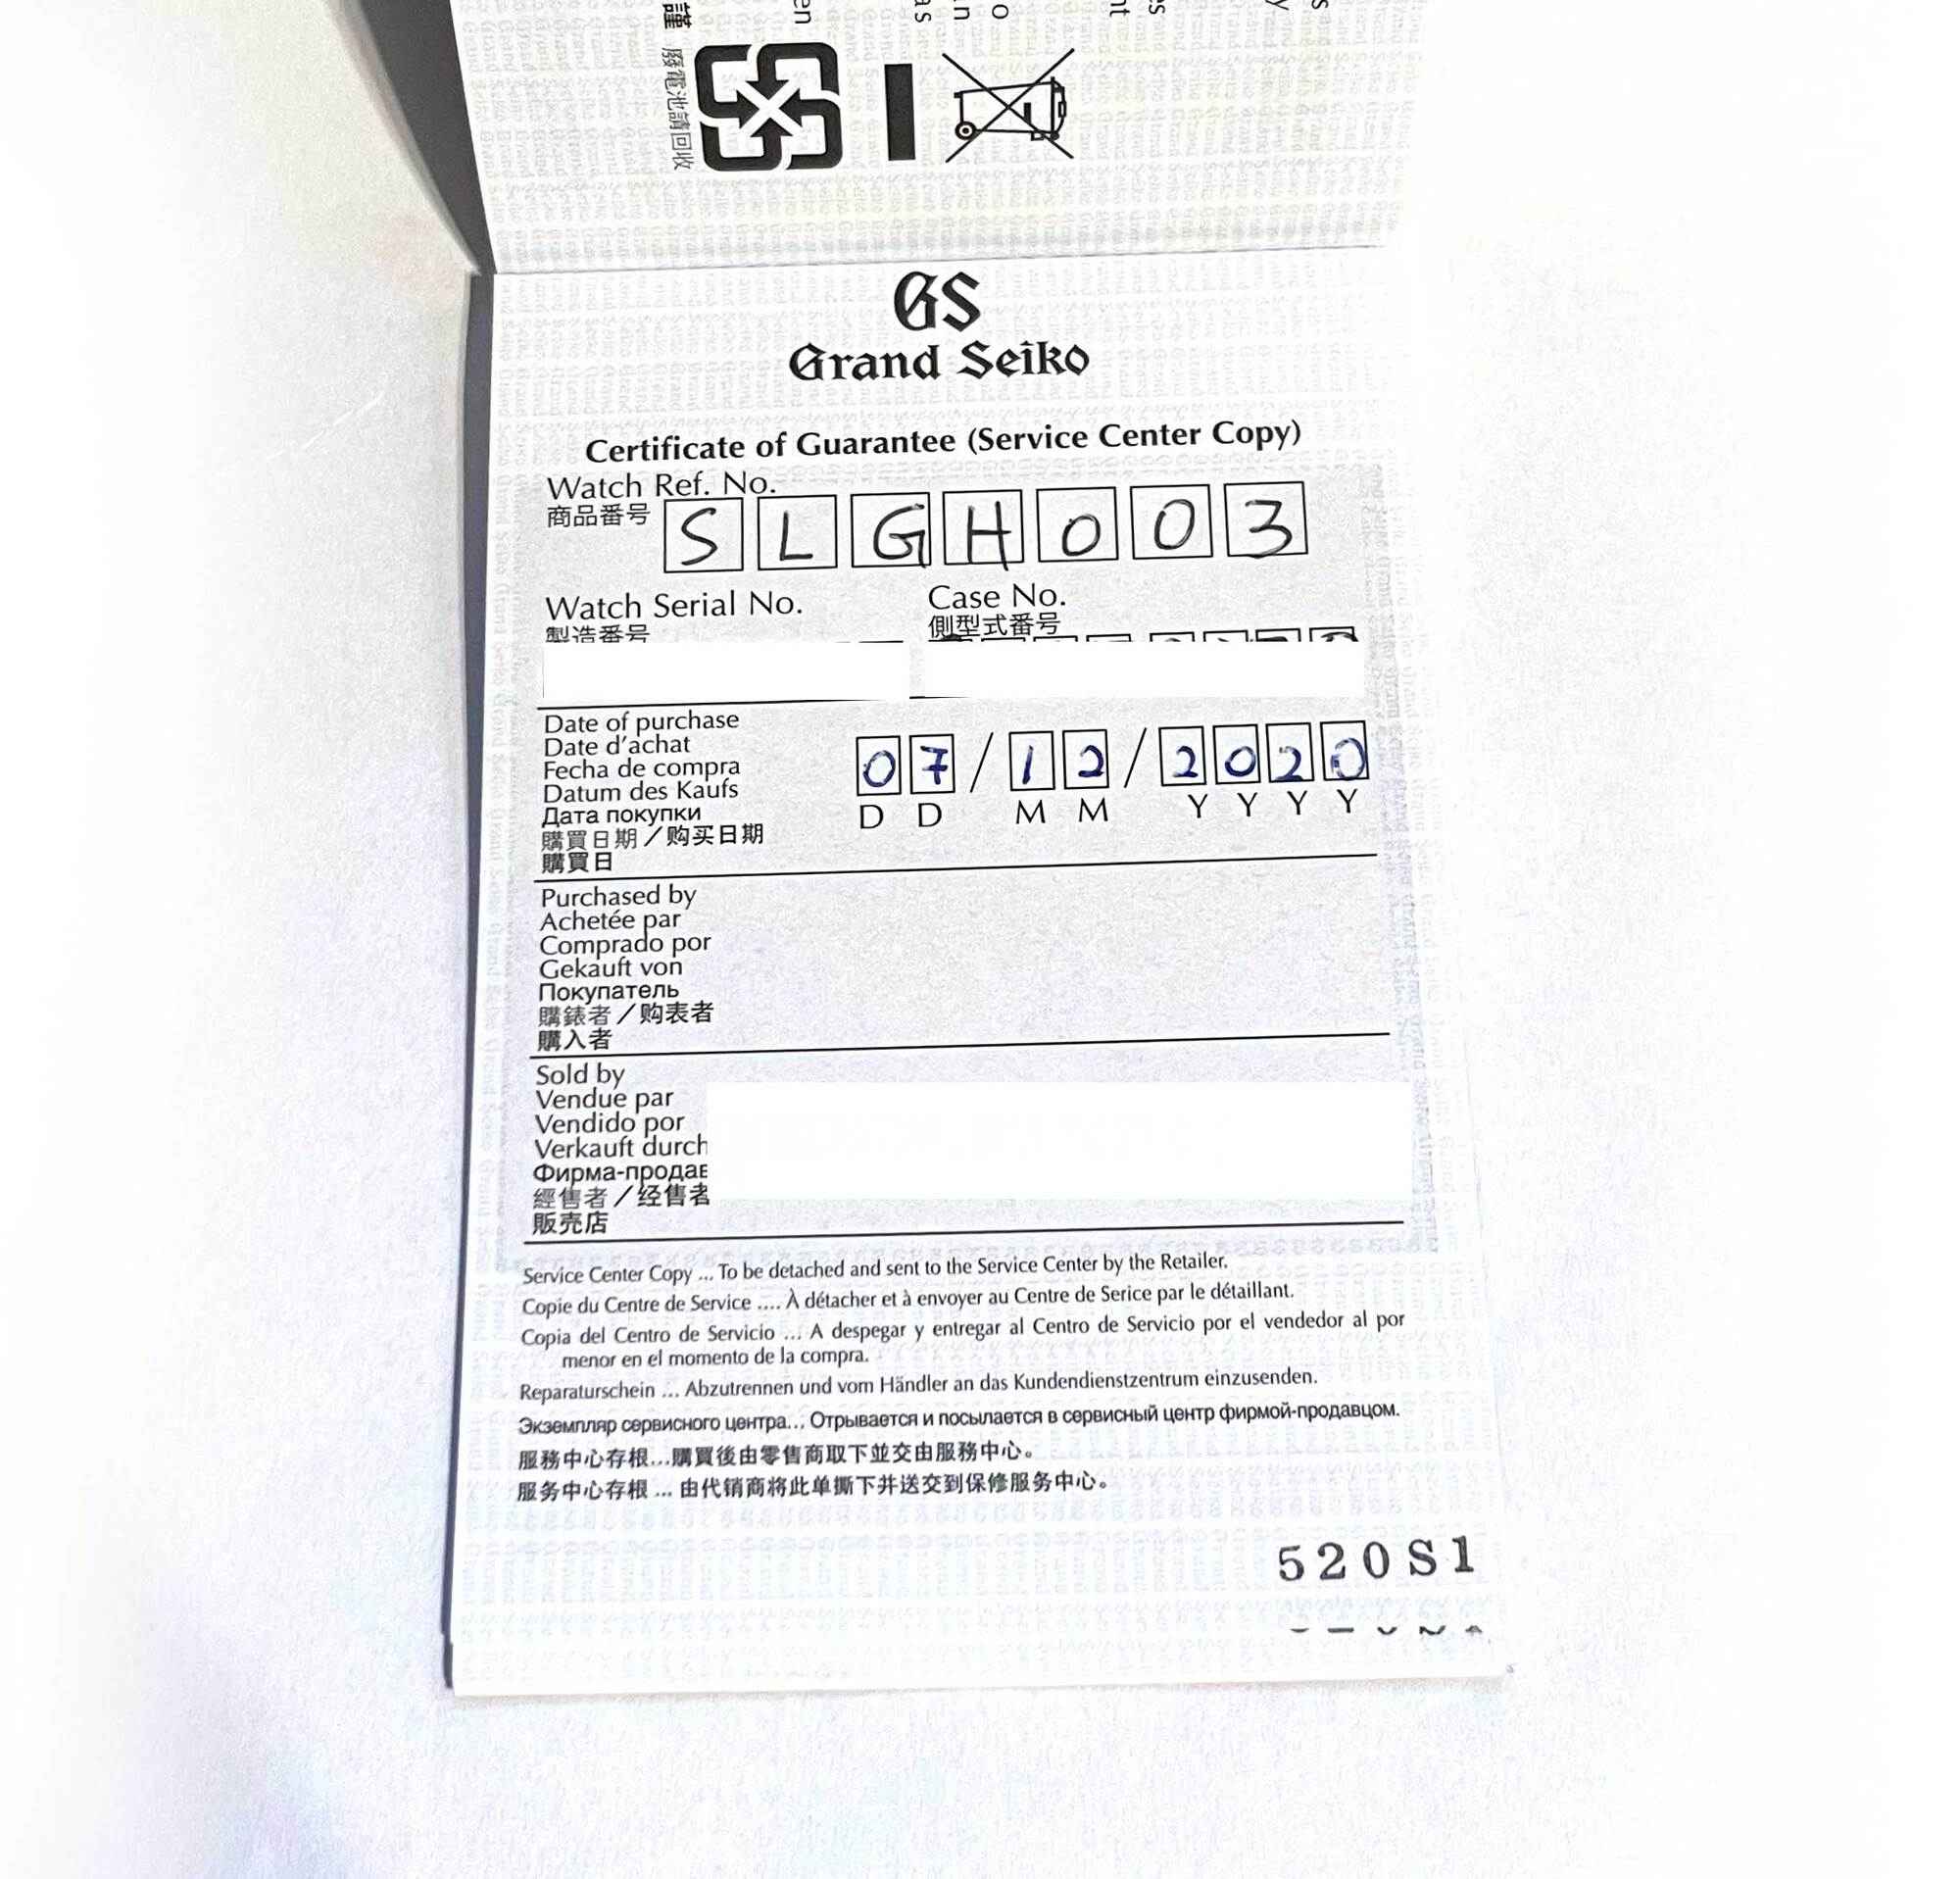 廢電池請回收
GS
Grand Seiko
Certificate of Guarantee (Service Center Copy)
Watch Ref. No.
商品番号
SLGH003
Watch Serial No.
製造番号
Case No.
側型式番号
Date of purchase
Date d'achat
Fecha de compra
Datum des Kaufs
Дата покупки
購買日期／购买日期
購買日
07/12/2020
D D M M Y Y Y Y
Purchased by
Achetée par
Comprado por
Gekauft von
Покупатель
購錶者／购表者
購入者
Sold by
Vendue par
Vendido por
Verkauft durch
Фирма-продав
經售者／经售者
販売店
Service Center Copy ... To be detached and sent to the Service Center by the Retailer.
Copie du Centre de Service .... À détacher et à envoyer au Centre de Serice par le détaillant.
Copia del Centro de Servicio ... A despegar y entregar al Centro de Servicio por el vendedor al por
menor en el momento de la compra.
Reparaturschein ... Abzutrennen und vom Händler an das Kundendienstzentrum einzusenden.
Экземпляр сервисного центра... Отрывается и посылается в сервисный центр фирмой-продавцом.
服務中心存根...購買後由零售商取下並交由服務中心。
服务中心存根 ... 由代销商将此单撕下并送交到保修服务中心。
520S1